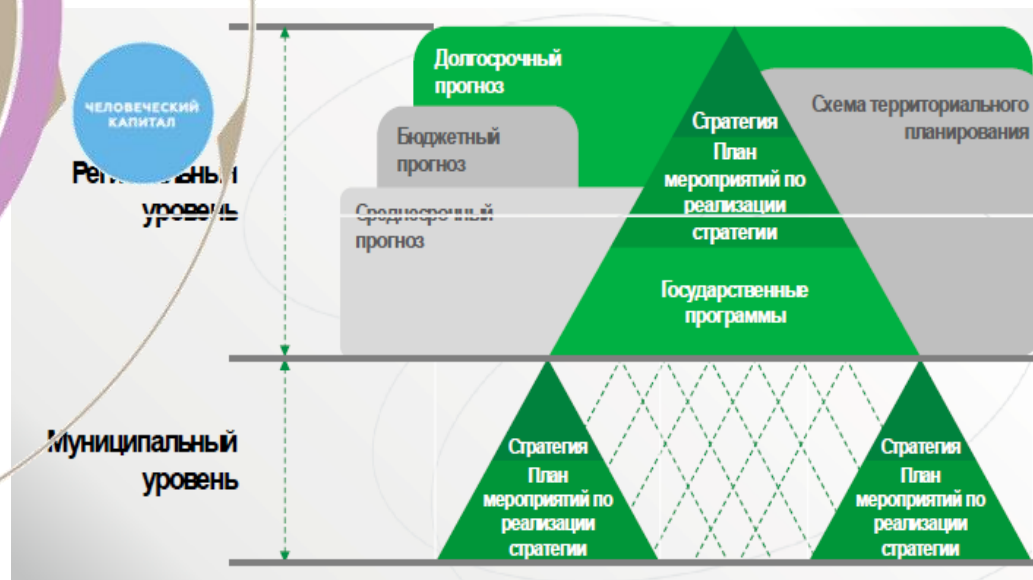 Долгосрочный
прогноз
ЧЕЛОВЕЧЕСКИЙ
КАПИТАЛ
Схема территориального
планирования
Бюджетный
прогноз
Стратегия
План
мероприятий по
реализации
стратегии
уровень
Среднесрочный
прогноз
Государственные
программы
Муниципальный
уровень
Стратегия
План
мероприятий по
реализации
стратегии
Стратегия
План
мероприятий по
реализации
стратегии